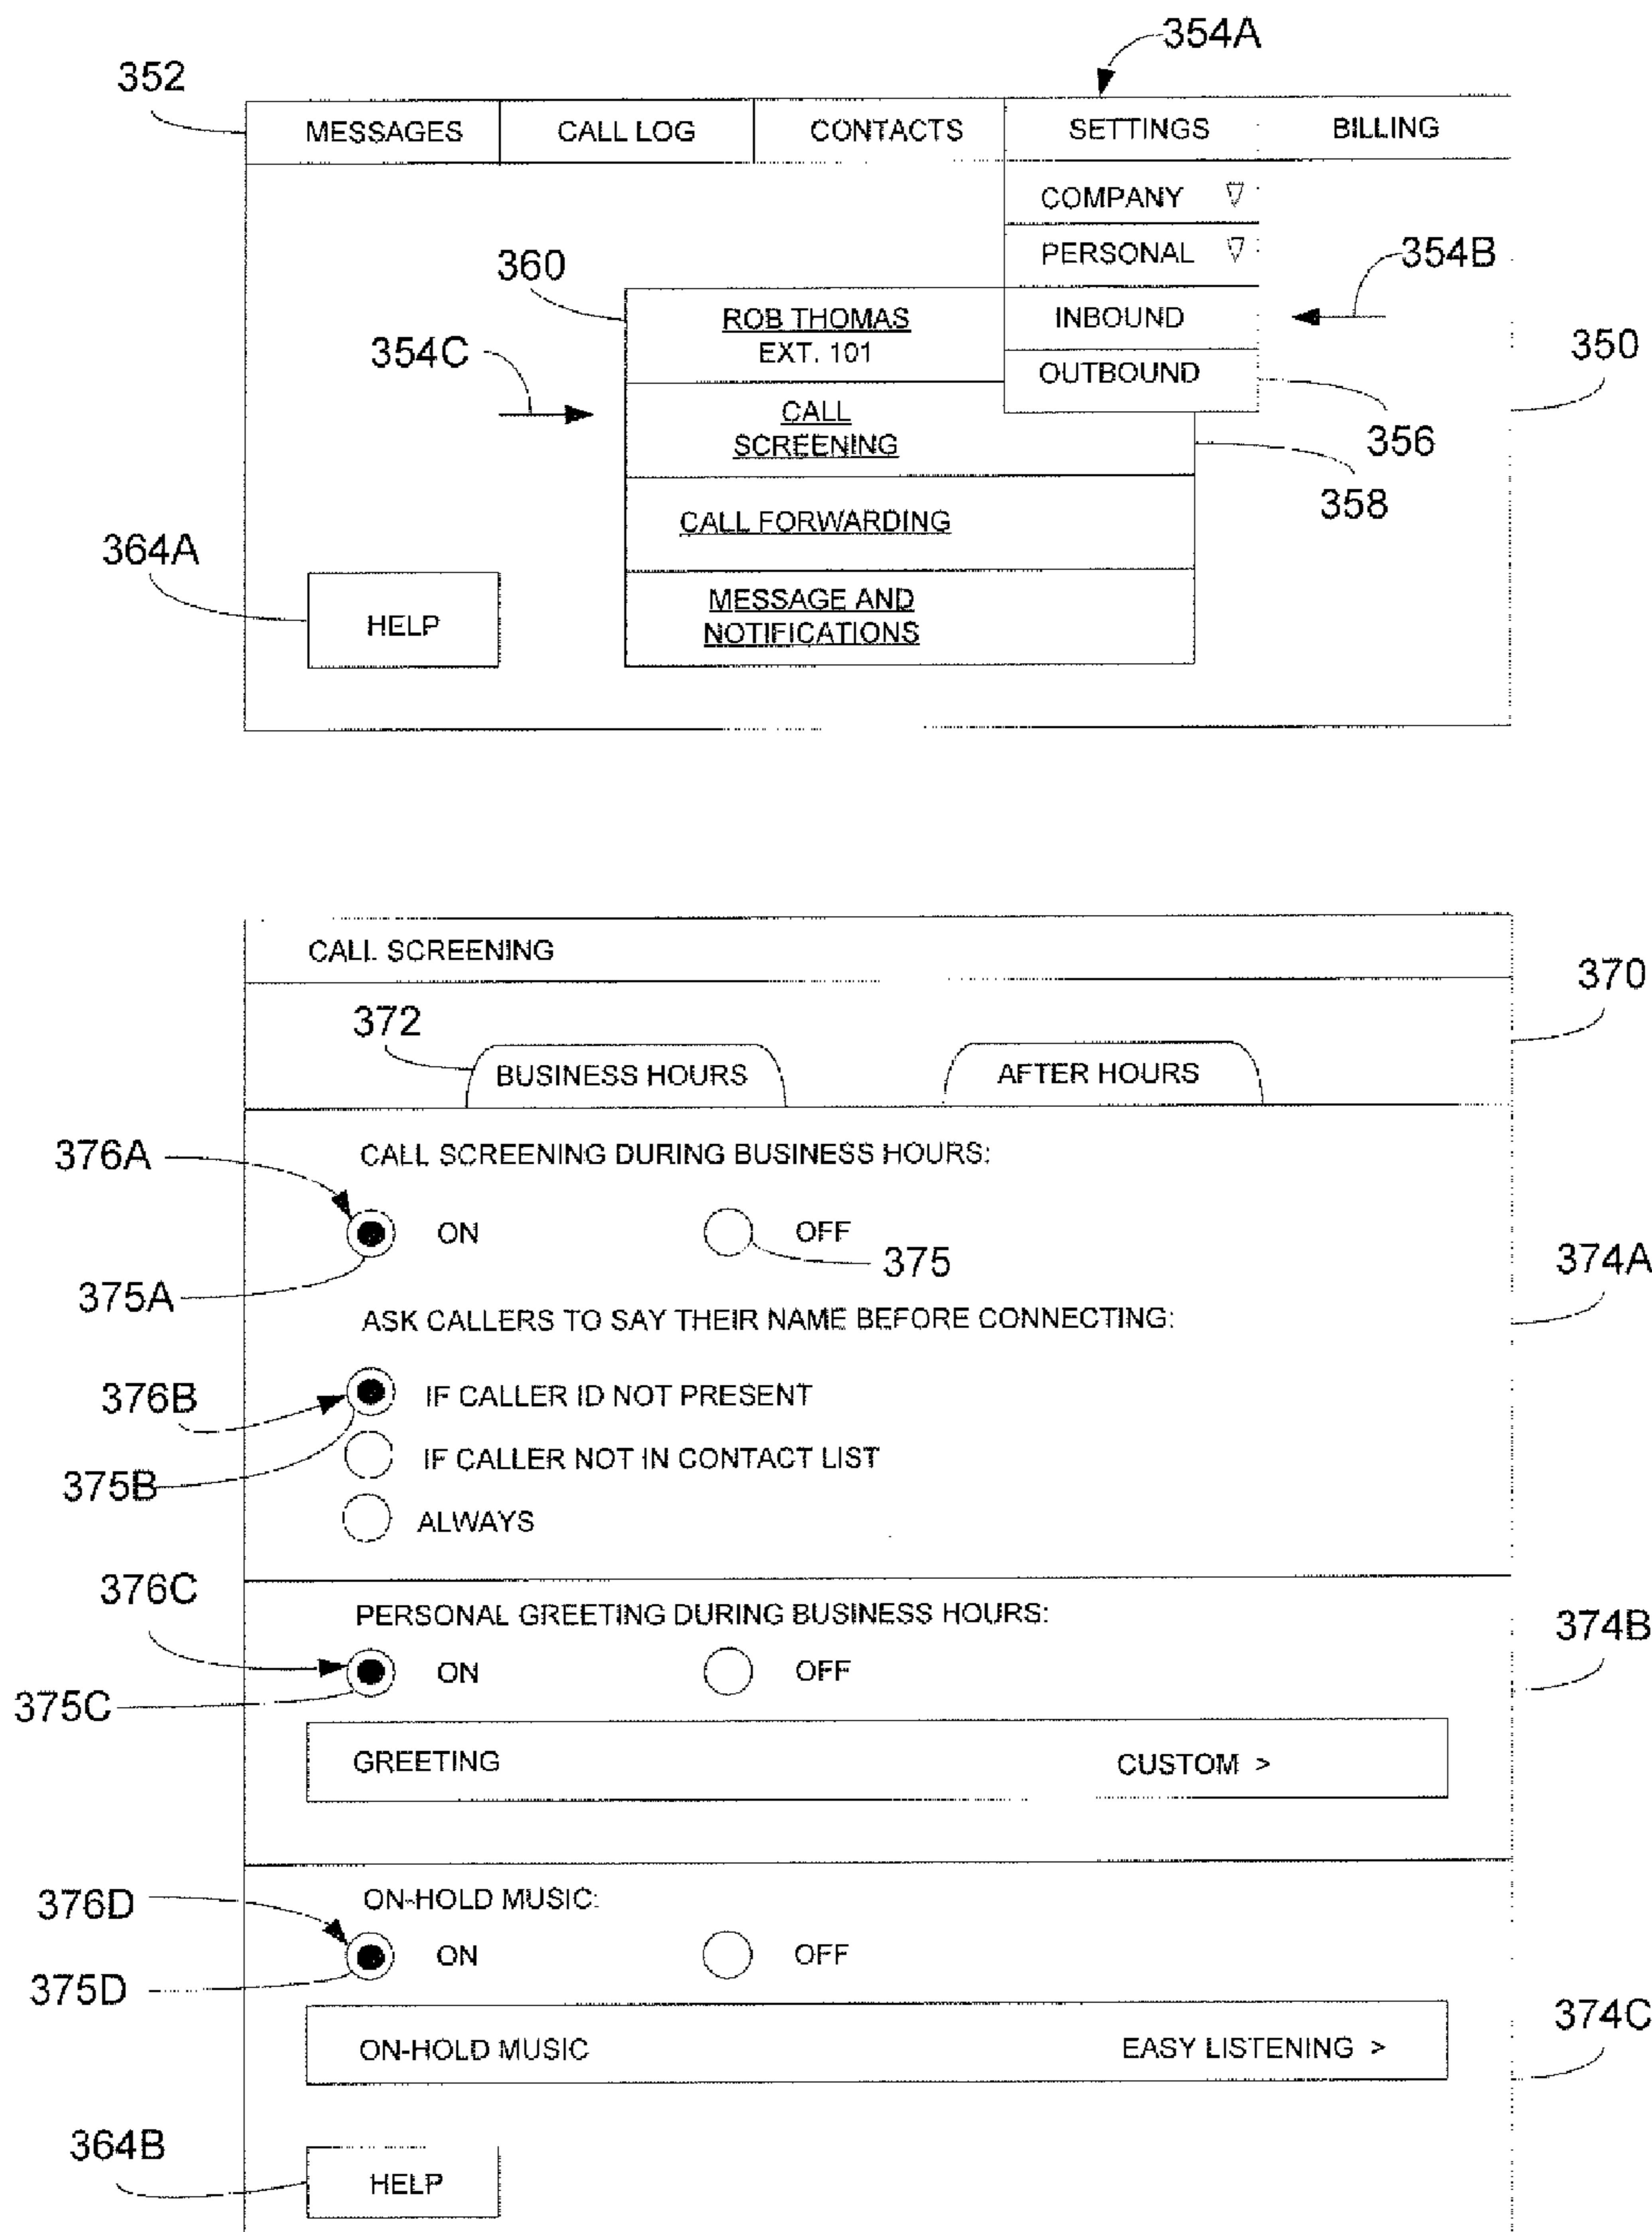 354A
352
MESSAGES CALL LOG CONTACTS SETTINGS BILLING
COMPANY ▽
PERSONAL ▽
354B
360
ROB THOMAS
EXT. 101
INBOUND
354C
350
OUTBOUND
CALL
SCREENING
356
358
CALL FORWARDING
364A
MESSAGE AND
NOTIFICATIONS
HELP
CALL SCREENING
370
372
BUSINESS HOURS AFTER HOURS
376A
CALL SCREENING DURING BUSINESS HOURS:
ON OFF
375
374A
375A
ASK CALLERS TO SAY THEIR NAME BEFORE CONNECTING:
376B
IF CALLER ID NOT PRESENT
IF CALLER NOT IN CONTACT LIST
375B
ALWAYS
376C
PERSONAL GREETING DURING BUSINESS HOURS:
374B
ON OFF
375C
GREETING CUSTOM >
376D
ON-HOLD MUSIC:
ON OFF
375D
374C
ON-HOLD MUSIC EASY LISTENING >
364B
HELP